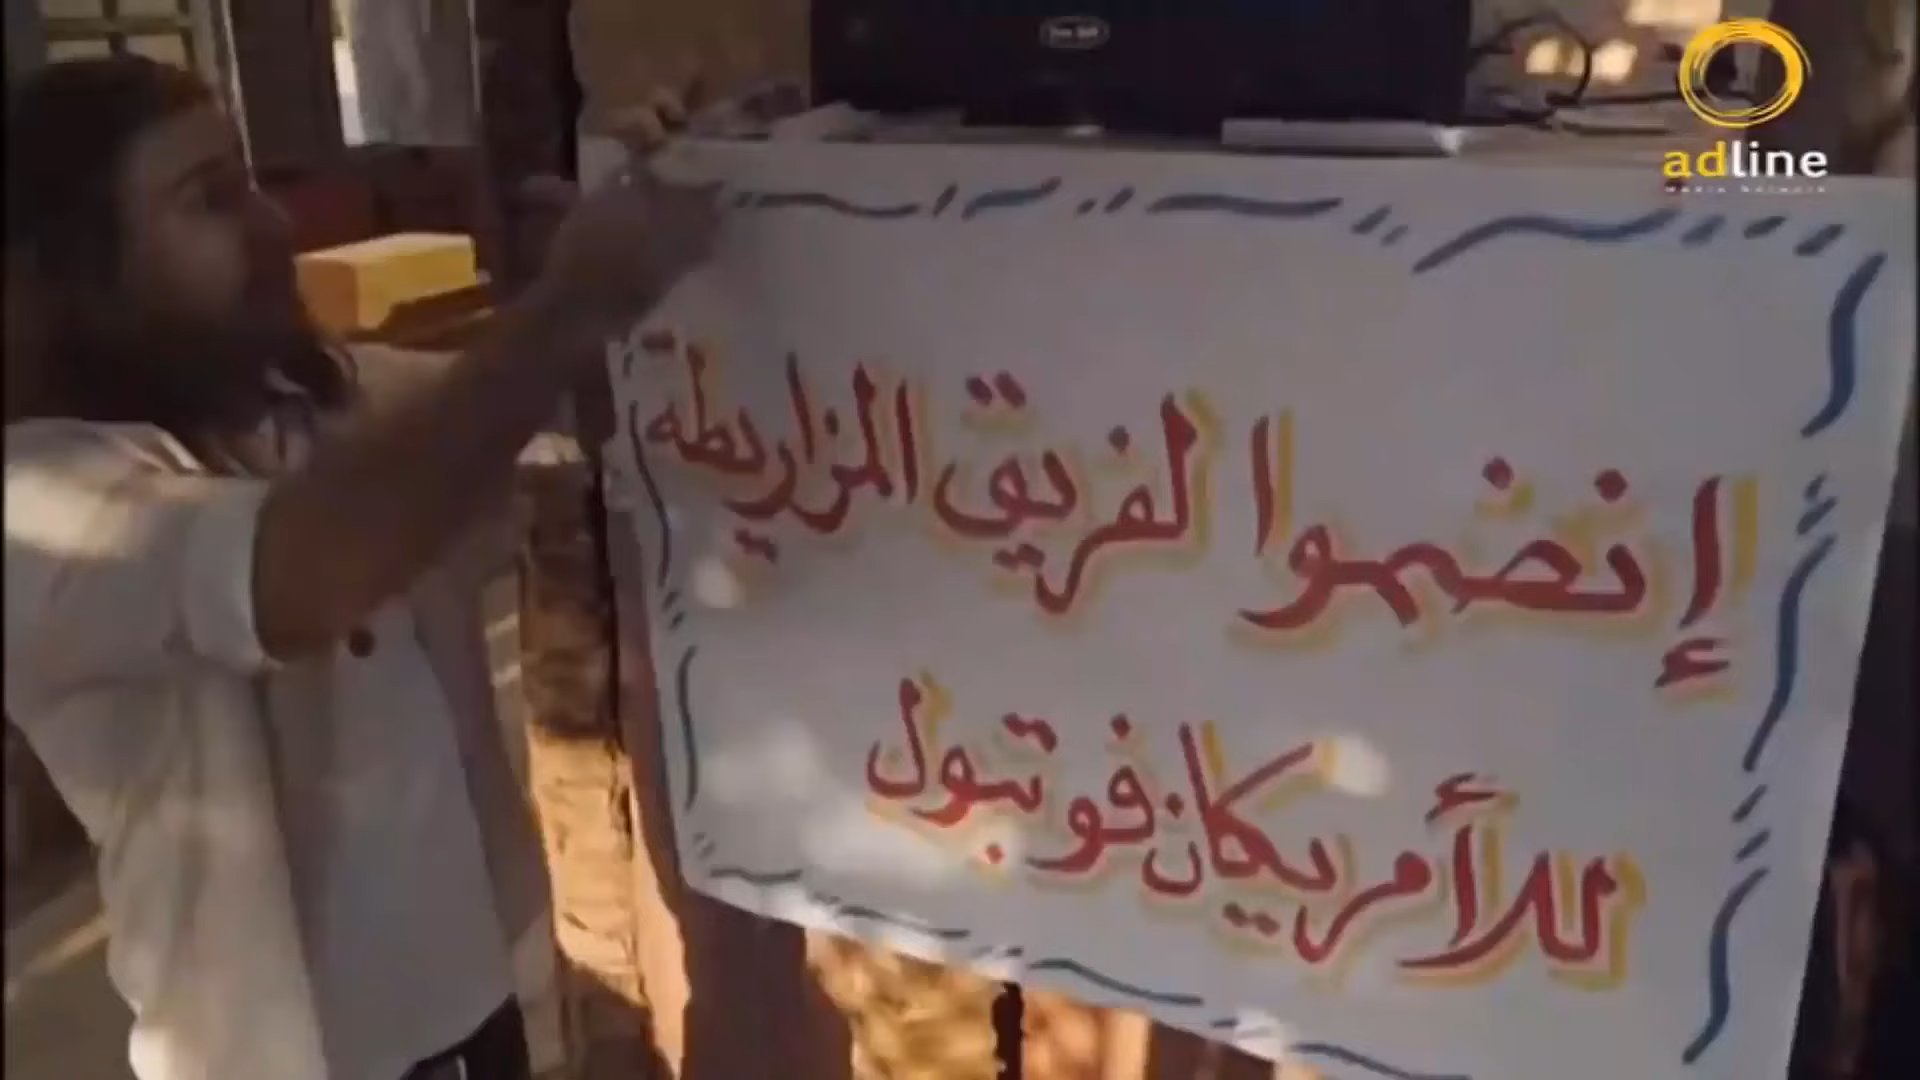 adline
إنضموا لفريق المزاريطه
للأمريكان فوتبول